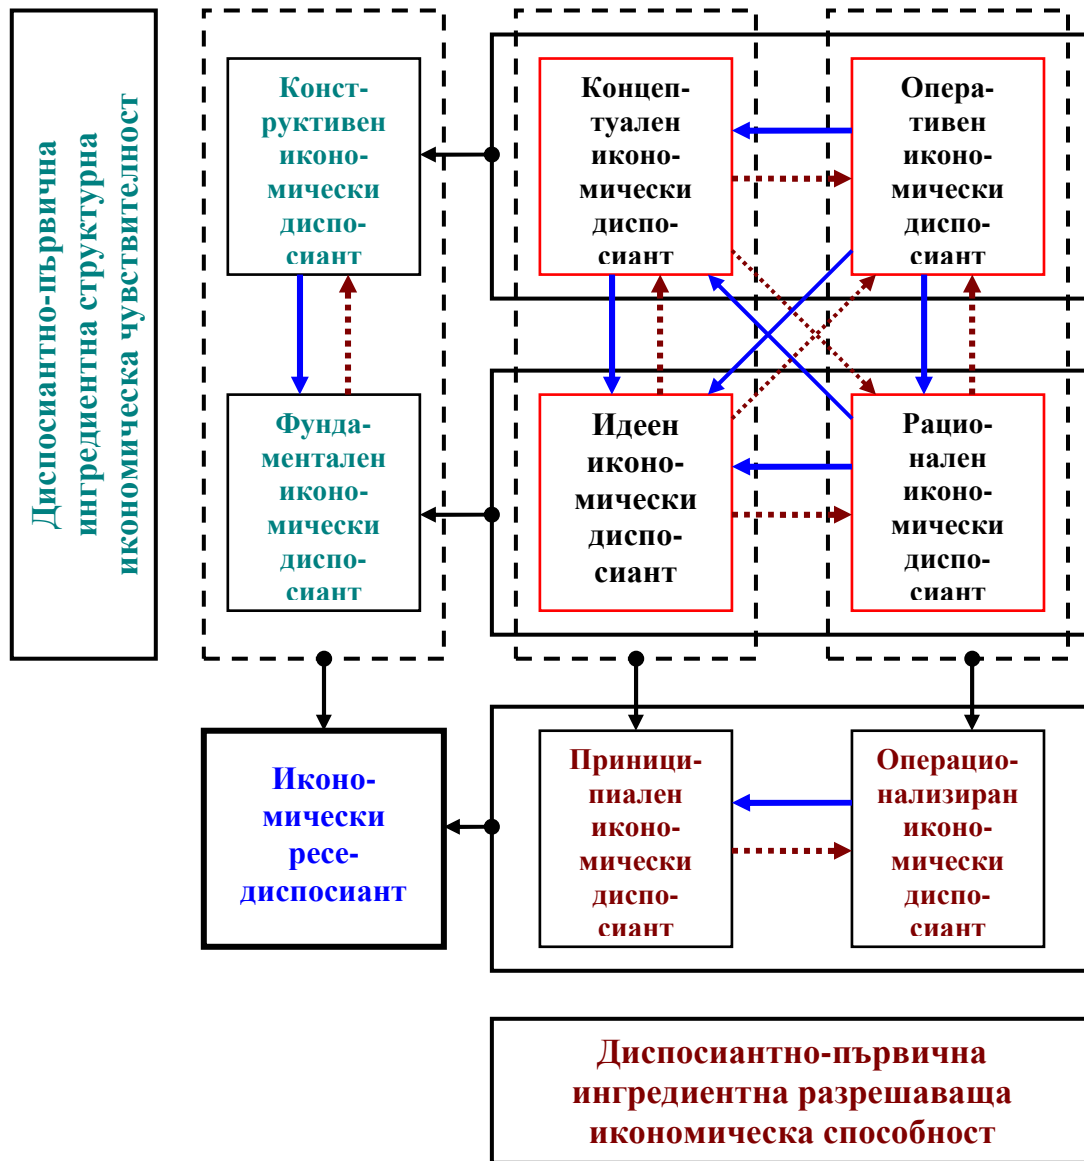 Диспосиантно-първична
ингредиентна структурна
икономическа чувствителност
Конст-
руктивен
иконо-
мически
диспо-
сиант
Концеп-
туален
иконо-
мически
диспо-
сиант
Опера-
тивен
иконо-
мически
диспо-
сиант
Фунда-
ментален
иконо-
мически
диспо-
сиант
Идеен
иконо-
мически
диспо-
сиант
Рацио-
нален
иконо-
мически
диспо-
сиант
Иконо-
мически
ресе-
диспосиант
Приници-
пиален
иконо-
мически
диспо-
сиант
Операцио-
нализиран
иконо-
мически
диспо-
сиант
Диспосиантно-първична
ингредиентна разрешаваща
икономическа способност